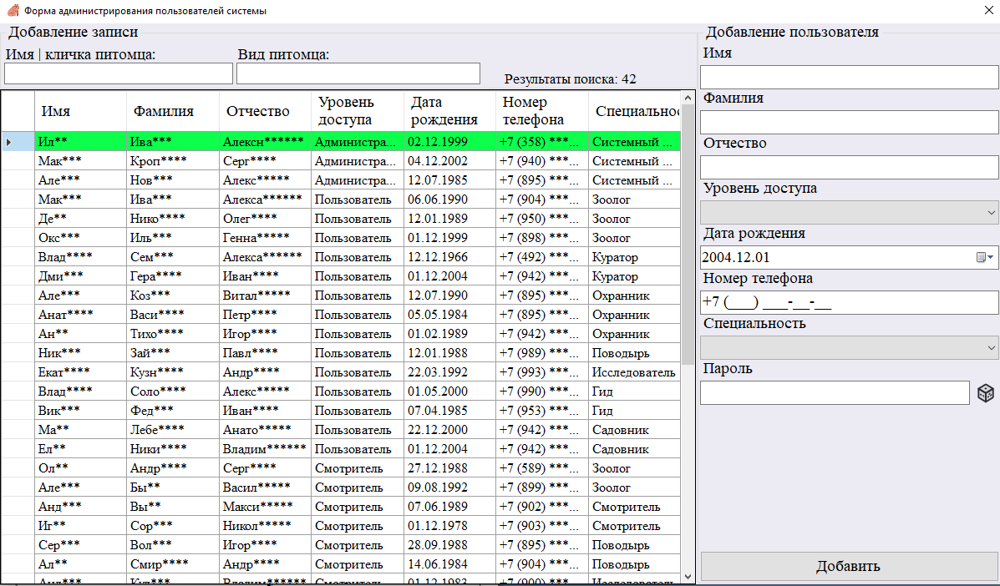 Форма администрирования пользователей системы
Добавление записи
Имя | кличка питомца: Вид питомца:
Результаты поиска: 42
Имя Фамилия Отчество Уровень доступа Дата рождения Номер телефона Специальнос
Ил** Ива*** Алексн****** Администра... 02.12.1999 +7 (358) ***... Системный ...
Мак*** Кроп**** Серг**** Администра... 04.12.2002 +7 (940) ***... Системный ...
Але*** Нов*** Алекс***** Администра... 12.07.1985 +7 (895) ***... Системный ...
Мак*** Ива*** Алекса****** Пользователь 06.06.1990 +7 (904) ***... Зоолог
Де** Нико**** Олег**** Пользователь 12.01.1989 +7 (950) ***... Зоолог
Окс*** Иль*** Генна***** Пользователь 01.12.1999 +7 (898) ***... Зоолог
Влад**** Сем*** Алекса****** Пользователь 12.12.1966 +7 (492) ***... Куратор
Дми*** Гера**** Иван**** Пользователь 01.12.2004 +7 (942) ***... Куратор
Але*** Коз*** Витал***** Пользователь 12.07.1990 +7 (895) ***... Охранник
Анат**** Васи**** Петр**** Пользователь 05.05.1984 +7 (895) ***... Охранник
Ан** Тихо**** Игор**** Пользователь 01.02.1989 +7 (942) ***... Охранник
Ник*** Зай*** Павл**** Пользователь 12.01.1988 +7 (989) ***... Поводырь
Екат**** Кузн**** Андр**** Пользователь 22.03.1992 +7 (993) ***... Исследователь
Влад**** Соло**** Алекс***** Пользователь 01.05.2000 +7 (990) ***... Гид
Вик*** Фед*** Иван**** Пользователь 07.04.1985 +7 (953) ***... Гид
Ма** Лебе**** Анато***** Пользователь 22.12.2000 +7 (942) ***... Садовник
Ел** Ники**** Владим****** Пользователь 01.12.2004 +7 (942) ***... Садовник
Ол** Андр**** Серг**** Смотритель 27.12.1988 +7 (589) ***... Зоолог
Але*** Бы** Васил***** Смотритель 09.08.1992 +7 (899) ***... Зоолог
Анд*** Вы** Макси***** Смотритель 07.06.1989 +7 (902) ***... Смотритель
Иг** Сор*** Никол***** Смотритель 01.12.1978 +7 (903) ***... Смотритель
Сер*** Вол*** Игор**** Смотритель 28.09.1988 +7 (895) ***... Поводырь
Ал** Смир**** Андр**** Смотритель 14.06.1984 +7 (904) ***... Поводырь
Анд*** Кул*** Владим****** Смотритель 01.12.1983 +7 (900) ***... Исследователь
Добавление пользователя
Имя
Фамилия
Отчество
Уровень доступа
Дата рождения
2004.12.01
Номер телефона
+7 (___) ___-__-__
Специальность
Пароль
Добавить